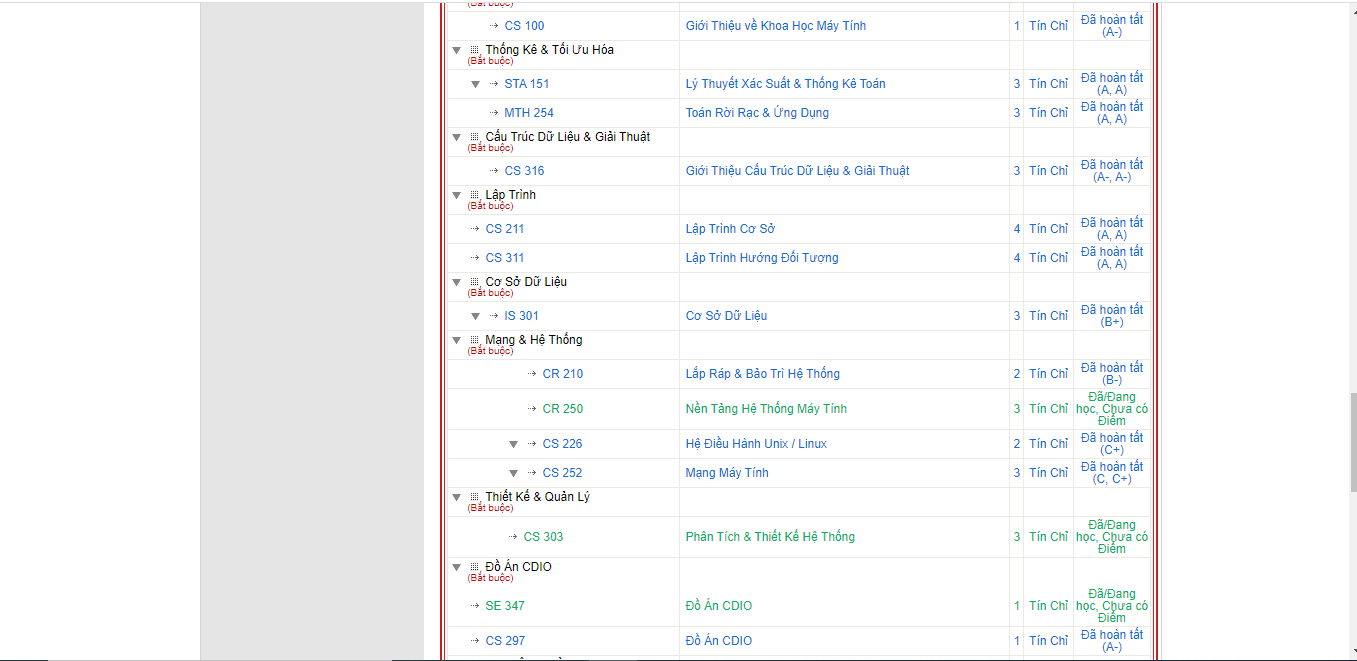 (Bắt buộc)
CS 100 Giới Thiệu về Khoa Học Máy Tính 1 Tín Chỉ Đã hoàn tất (A-)
Thống Kê & Tối Ưu Hóa
(Bắt buộc)
STA 151 Lý Thuyết Xác Suất & Thống Kê Toán 3 Tín Chỉ Đã hoàn tất (A, A)
MTH 254 Toán Rời Rạc & Ứng Dụng 3 Tín Chỉ Đã hoàn tất (A, A)
Cấu Trúc Dữ Liệu & Giải Thuật
(Bắt buộc)
CS 316 Giới Thiệu Cấu Trúc Dữ Liệu & Giải Thuật 3 Tín Chỉ Đã hoàn tất (A-, A-)
Lập Trình
(Bắt buộc)
CS 211 Lập Trình Cơ Sở 4 Tín Chỉ Đã hoàn tất (A, A)
CS 311 Lập Trình Hướng Đối Tượng 4 Tín Chỉ Đã hoàn tất (A, A)
Cơ Sở Dữ Liệu
(Bắt buộc)
IS 301 Cơ Sở Dữ Liệu 3 Tín Chỉ Đã hoàn tất (B+)
Mạng & Hệ Thống
(Bắt buộc)
CR 210 Lắp Ráp & Bảo Trì Hệ Thống 2 Tín Chỉ Đã hoàn tất (B-)
CR 250 Nền Tảng Hệ Thống Máy Tính 3 Tín Chỉ Đã/Đang học, Chưa có Điểm
CS 226 Hệ Điều Hành Unix / Linux 2 Tín Chỉ Đã hoàn tất (C+)
CS 252 Mạng Máy Tính 3 Tín Chỉ Đã hoàn tất (C, C+)
Thiết Kế & Quản Lý
(Bắt buộc)
CS 303 Phân Tích & Thiết Kế Hệ Thống 3 Tín Chỉ Đã/Đang học, Chưa có Điểm
Đồ Án CDIO
(Bắt buộc)
SE 347 Đồ Án CDIO 1 Tín Chỉ Đã/Đang học, Chưa có Điểm
CS 297 Đồ Án CDIO 1 Tín Chỉ Đã hoàn tất (A-)